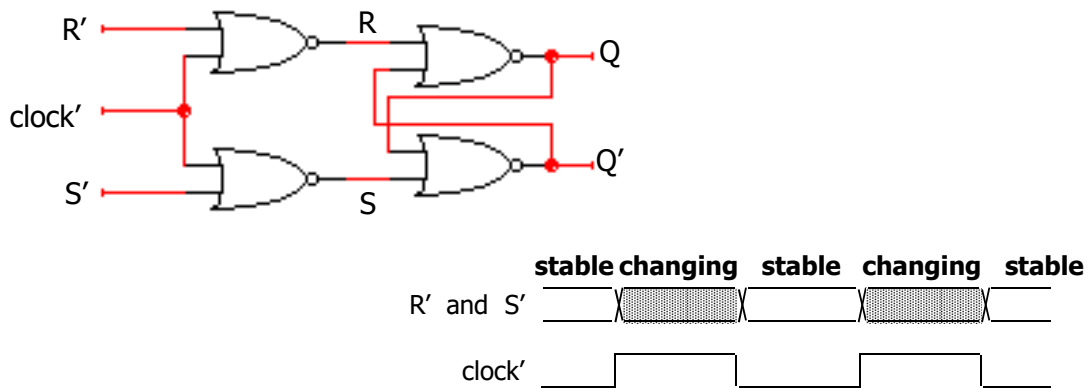 R’
R
Q
clock’
S’
S
Q’
stable changing stable changing stable
R’ and S’
clock’